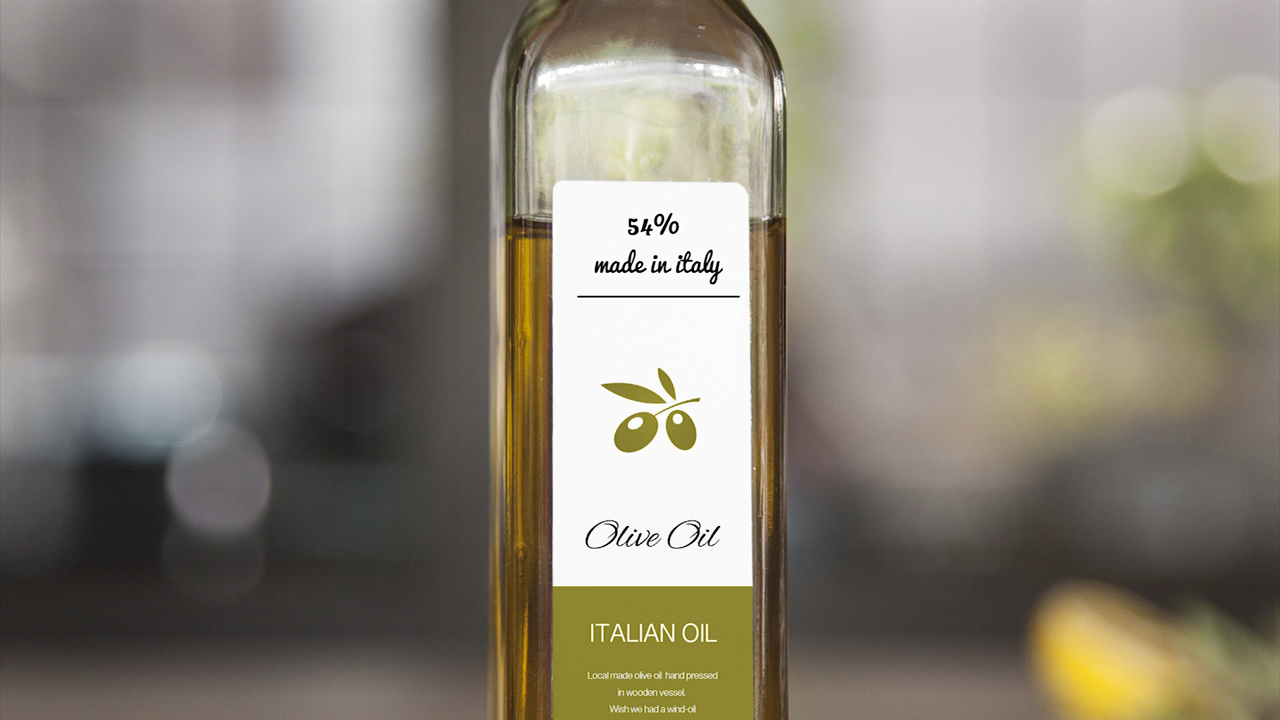 54%
made in italy
Olive Oil
ITALIAN OIL
Local made olive oil hand pressed
in wooden vessel.
Wish we had a wind-oil